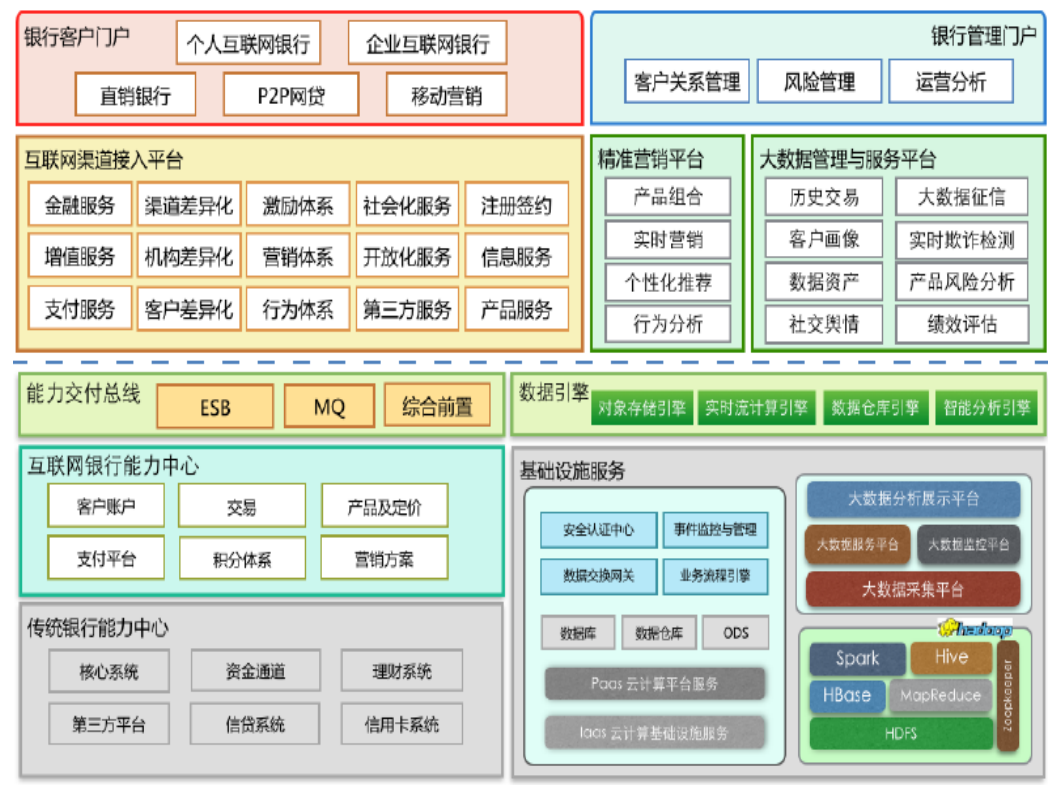 银行客户门户
个人互联网银行
企业互联网银行
直销银行
P2P网贷
移动营销
银行管理门户
客户关系管理
风险管理
运营分析
互联网渠道接入平台
金融服务
渠道差异化
激励体系
社会化服务
注册签约
增值服务
机构差异化
营销体系
开放化服务
信息服务
支付服务
客户差异化
行为体系
第三方服务
产品服务
精准营销平台
产品组合
实时营销
个性化推荐
行为分析
大数据管理与服务平台
历史交易
大数据征信
客户画像
实时欺诈检测
数据资产
产品风险分析
社交舆情
绩效评估
能力交付总线
ESB
MQ
综合前置
数据引擎
对象存储引擎
实时流计算引擎
数据仓库引擎
智能分析引擎
互联网银行能力中心
客户账户
交易
产品及定价
支付平台
积分体系
营销方案
传统银行能力中心
核心系统
资金通道
理财系统
第三方平台
信贷系统
信用卡系统
基础设施服务
安全认证中心
事件监控与管理
数据交换网关
业务流程引擎
数据库
数据仓库
ODS
Paas 云计算平台服务
Iaas 云计算基础设施服务
大数据分析展示平台
大数据服务平台
大数据监控平台
大数据采集平台
hadoop
Spark
Hive
HBase
MapReduce
HDFS
Zoopkeeper